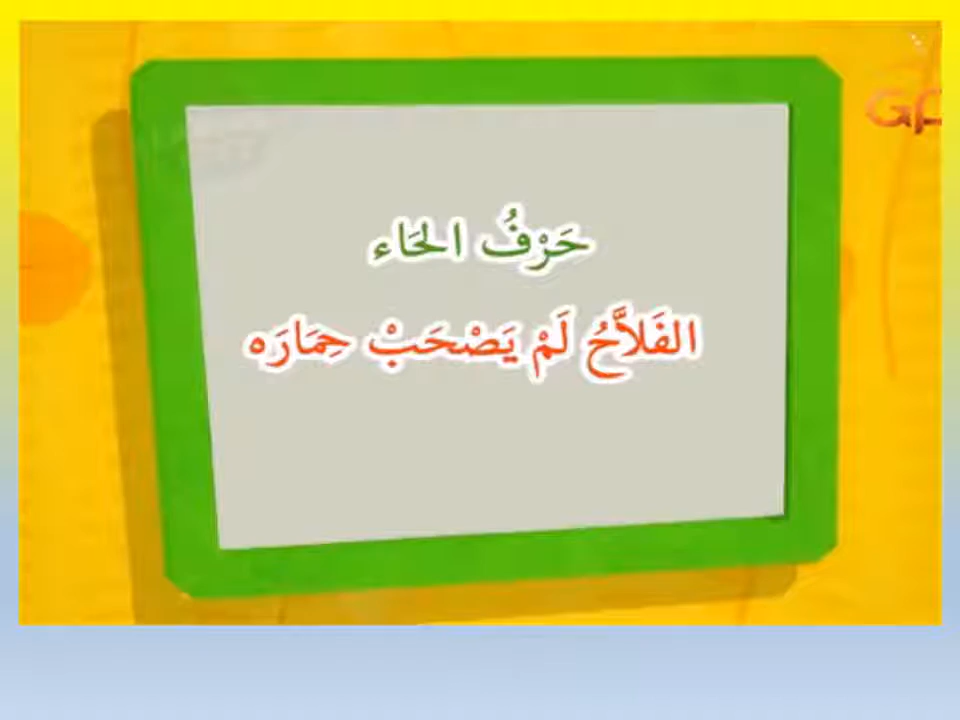 حَرْفُ الحَاء
الفَلاَّحُ لَمْ يَصْحَبْ حِمَارَه